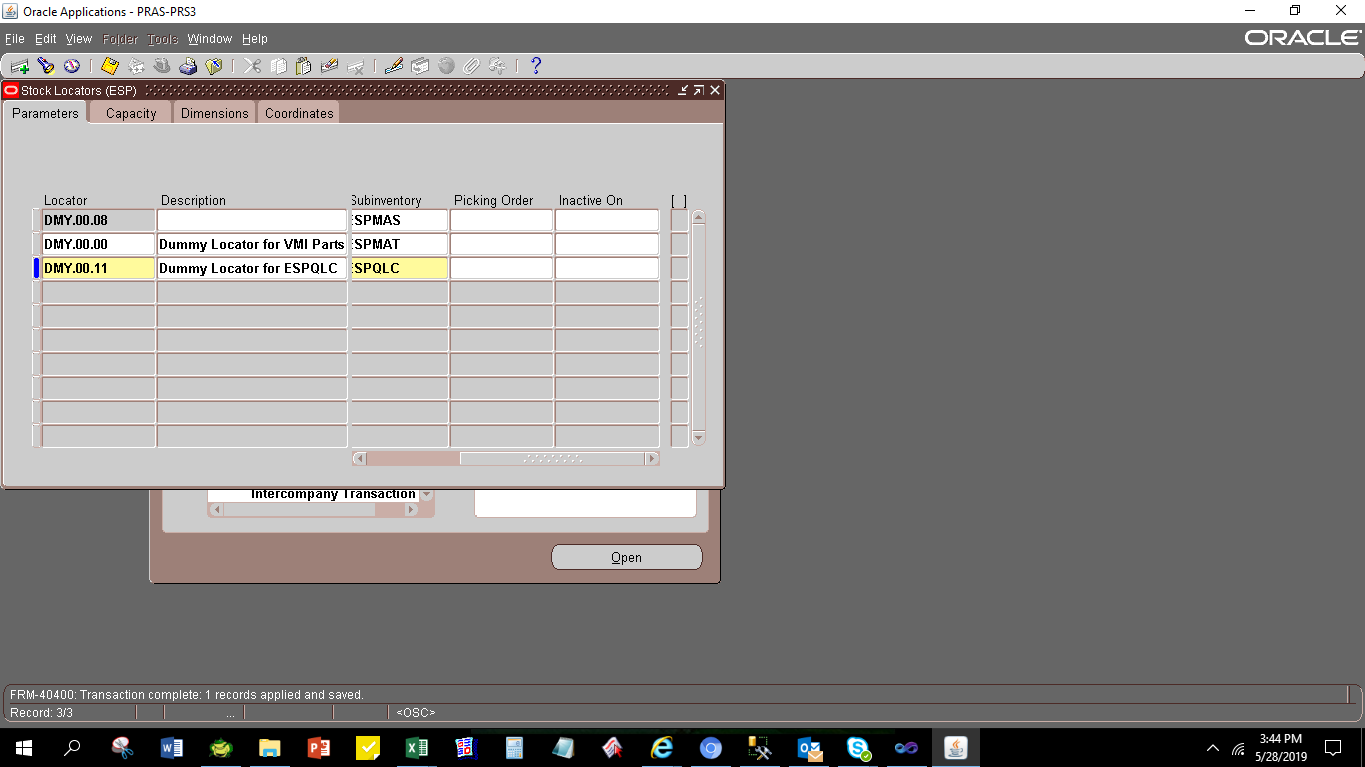 Oracle Applications - PRAS-PRS3
File Edit View Folder Tools Window Help
ORACLE
Stock Locators (ESP)
Parameters Capacity Dimensions Coordinates
Locator Description Subinventory Picking Order Inactive On [ ]
DMY.00.08 ESPMAS
DMY.00.00 Dummy Locator for VMI Parts ESPMAT
DMY.00.11 Dummy Locator for ESPQLC ESPQLC
Intercompany Transaction
Open
FRM-40400: Transaction complete: 1 records applied and saved.
Record: 3/3 ... <OSC>
3:44 PM
5/28/2019